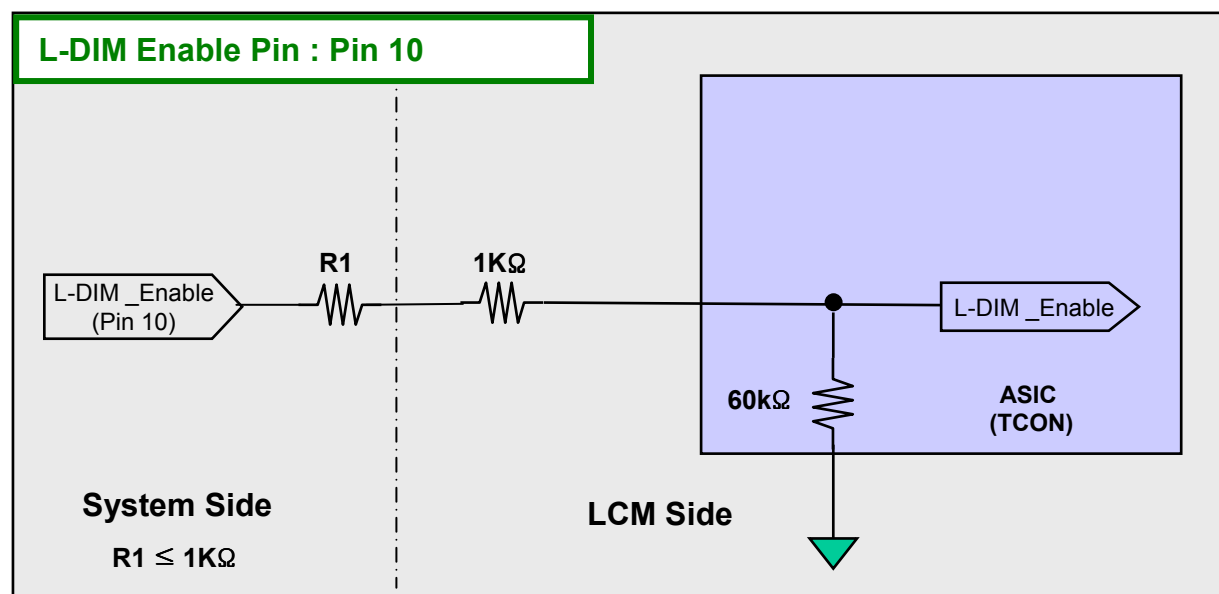 L-DIM Enable Pin : Pin 10
R1
1KΩ
L-DIM _Enable
(Pin 10)
L-DIM _Enable
60kΩ
ASIC
(TCON)
System Side
LCM Side
R1 ≤ 1KΩ